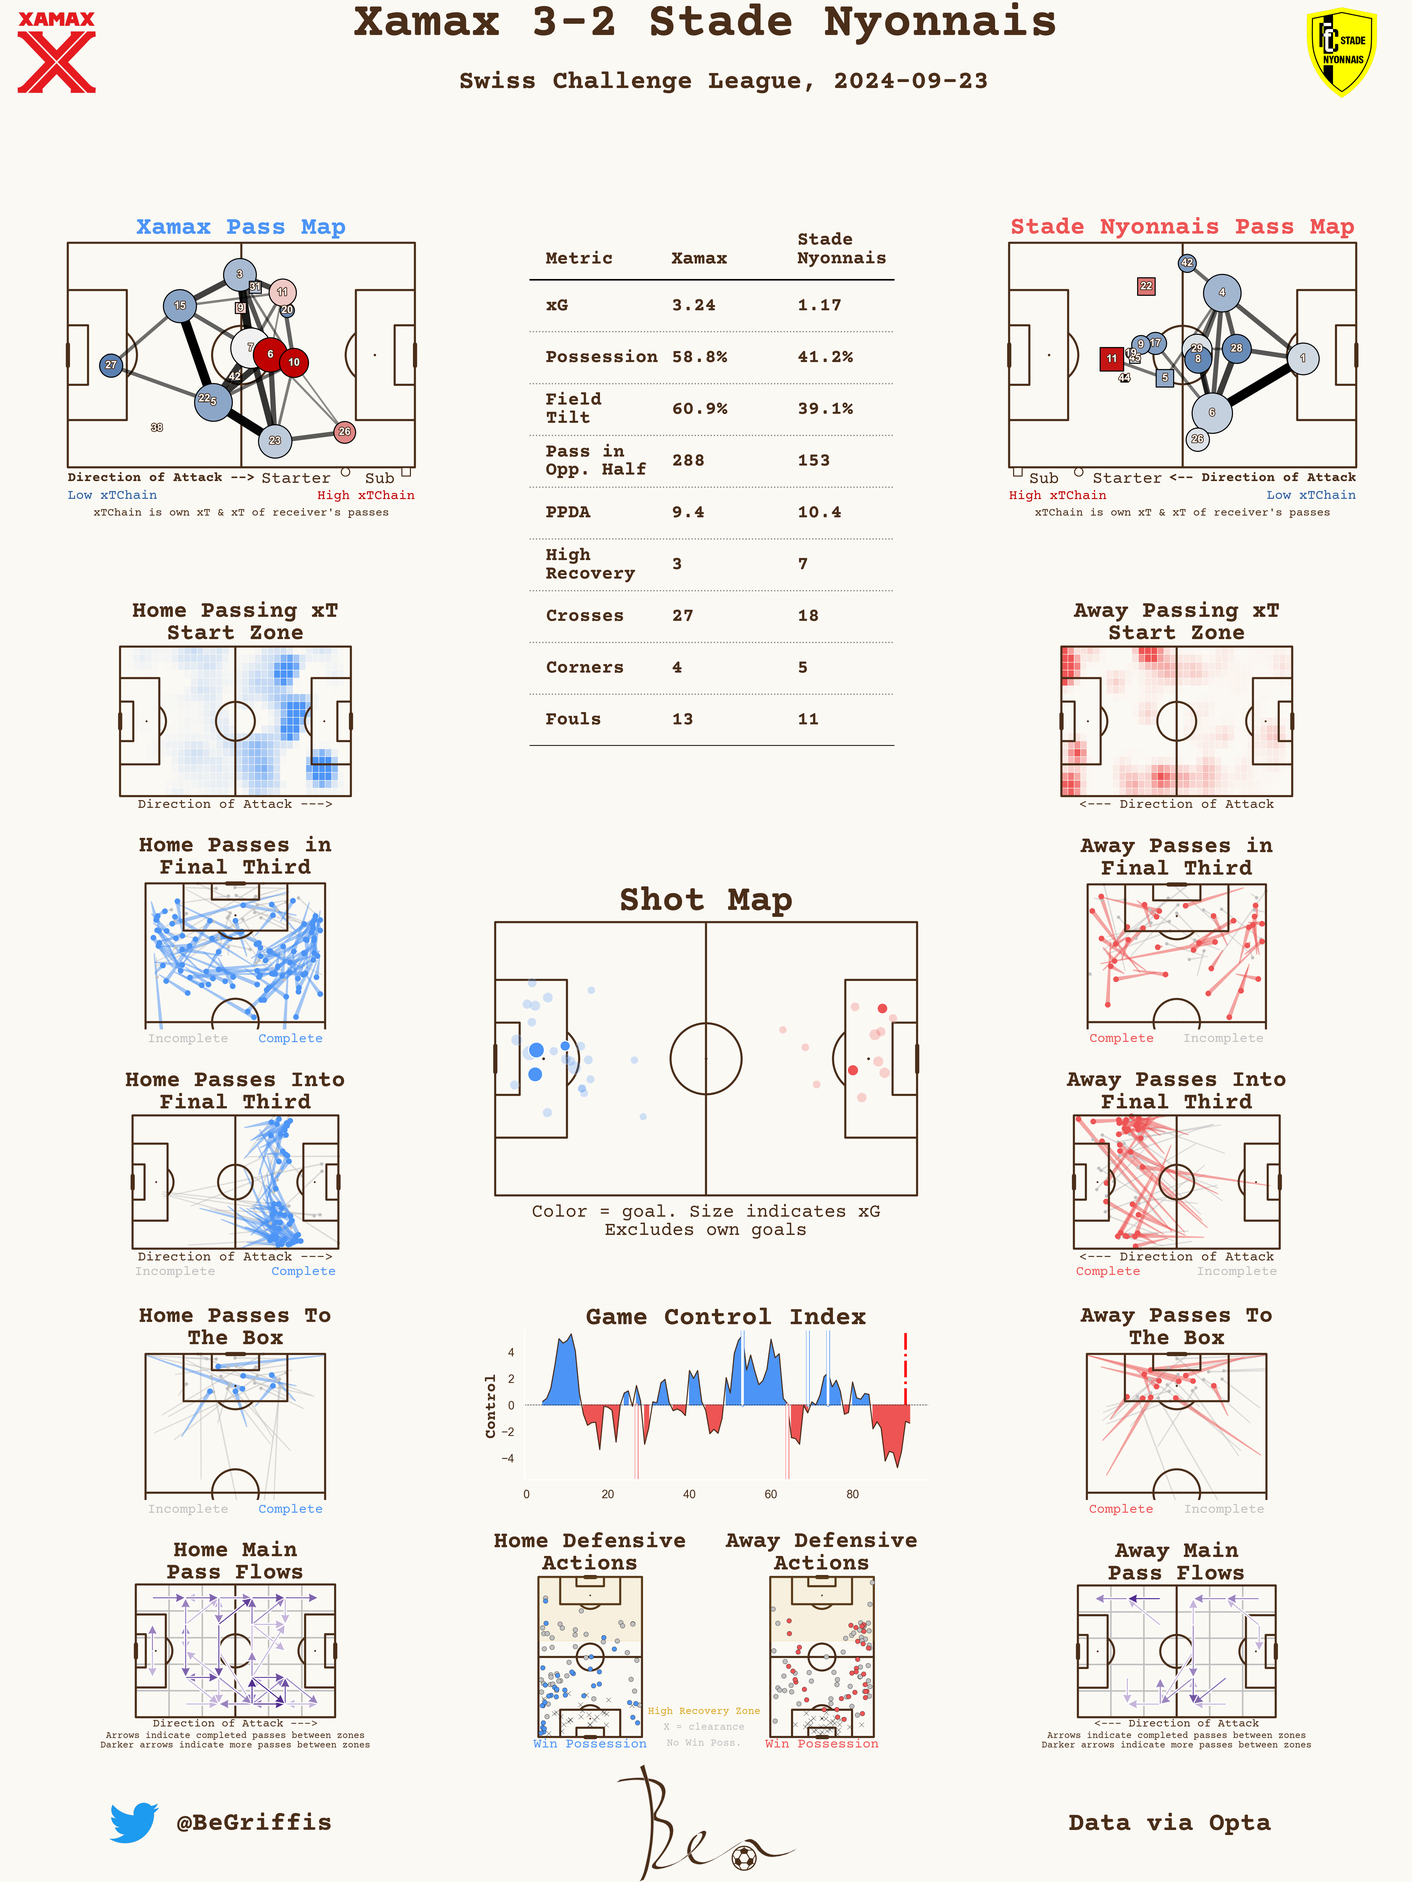 XAMAX
Xamax 3-2 Stade Nyonnais
Swiss Challenge League, 2024-09-23
FC STADE
NYONNAIS
Xamax Pass Map
3
31
11
15
9
20
7
6
10
27
42
22
5
38
23
26
Direction of Attack --> Starter Sub
Low xTChain High xTChain
xTChain is own xT & xT of receiver's passes
Metric Xamax Stade Nyonnais
xG 3.24 1.17
Possession 58.8% 41.2%
Field Tilt 60.9% 39.1%
Pass in Opp. Half 288 153
PPDA 9.4 10.4
High Recovery 3 7
Crosses 27 18
Corners 4 5
Fouls 13 11
Stade Nyonnais Pass Map
42
22
4
9
17
29
28
11
19
8
1
44
5
6
26
Sub Starter <-- Direction of Attack
High xTChain Low xTChain
xTChain is own xT & xT of receiver's passes
Home Passing xT
Start Zone
Direction of Attack --->
Away Passing xT
Start Zone
<--- Direction of Attack
Home Passes in
Final Third
Incomplete Complete
Away Passes in
Final Third
Complete Incomplete
Shot Map
Color = goal. Size indicates xG
Excludes own goals
Home Passes Into
Final Third
Direction of Attack --->
Incomplete Complete
Away Passes Into
Final Third
<--- Direction of Attack
Complete Incomplete
Home Passes To
The Box
Incomplete Complete
Game Control Index
Control
4
2
0
−2
−4
0 20 40 60 80
Away Passes To
The Box
Complete Incomplete
Home Main
Pass Flows
Direction of Attack --->
Arrows indicate completed passes between zones
Darker arrows indicate more passes between zones
Home Defensive
Actions
Win Possession
Away Defensive
Actions
Win Possession
High Recovery Zone
X = clearance
No Win Poss.
Away Main
Pass Flows
<--- Direction of Attack
Arrows indicate completed passes between zones
Darker arrows indicate more passes between zones
@BeGriffis
Ben
Data via Opta